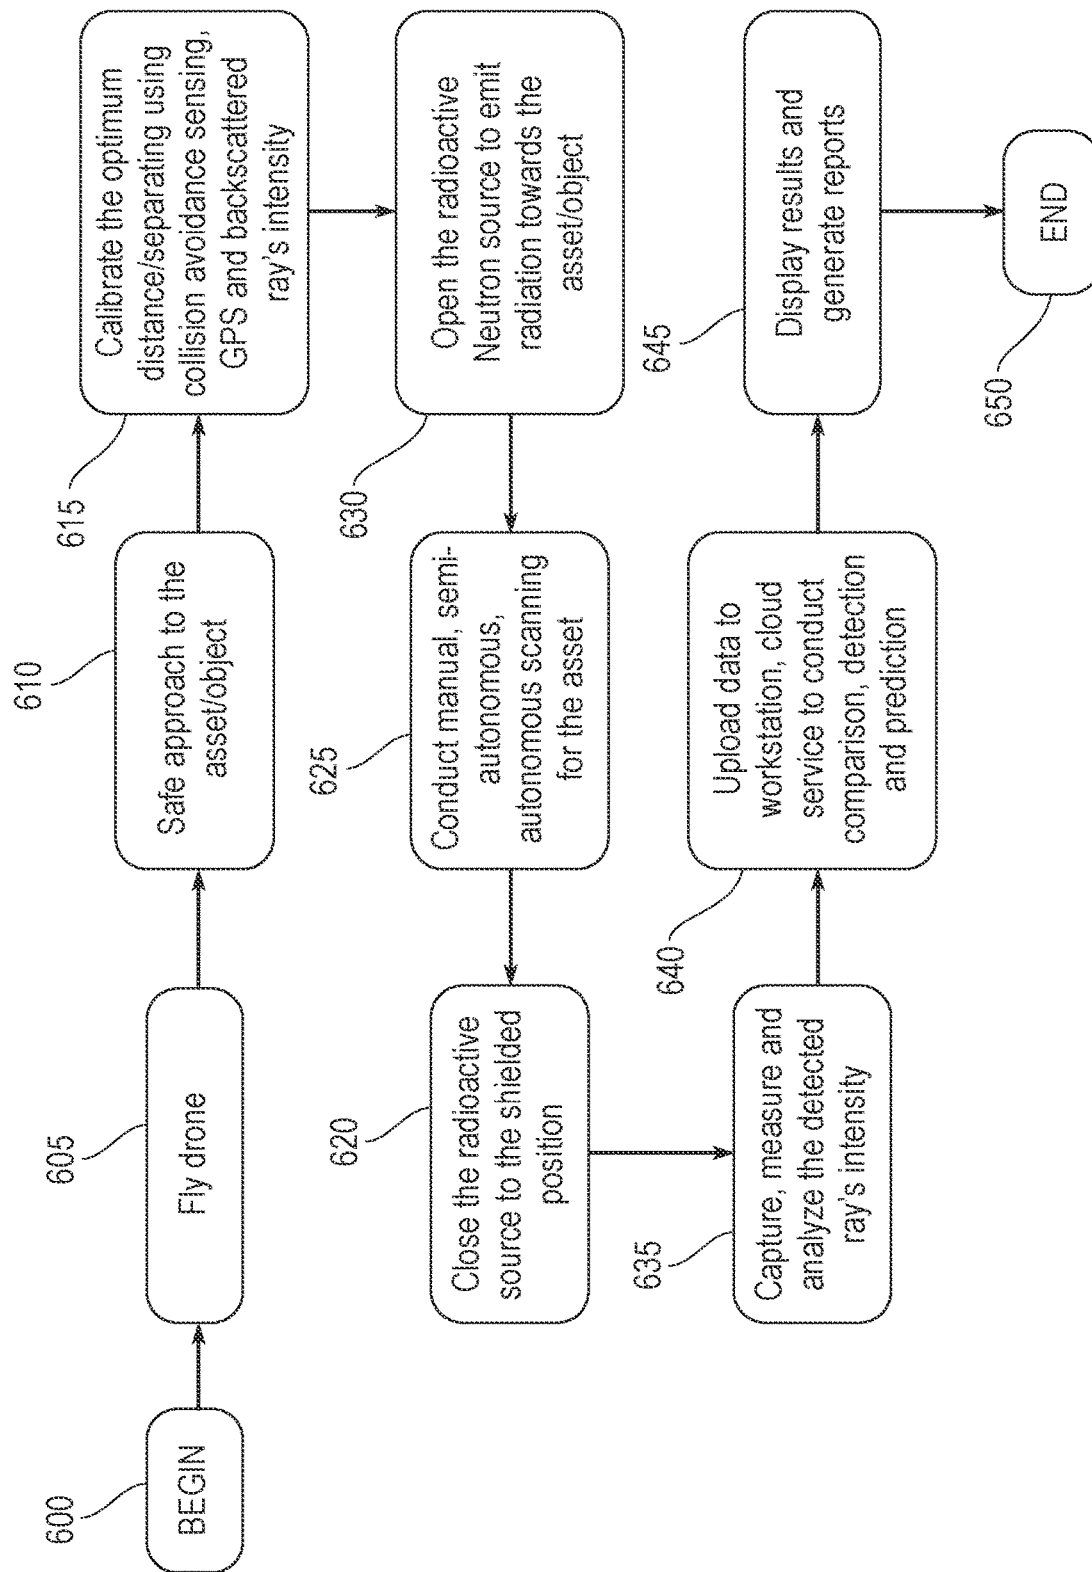 600
BEGIN
605
Fly drone
610
Safe approach to the
asset/object
615
Calibrate the optimum
distance/separating using
collision avoidance sensing,
GPS and backscattered
ray's intensity
630
Open the radioactive
Neutron source to emit
radiation towards the
asset/object
625
Conduct manual, semi-
autonomous,
autonomous scanning
for the asset
620
Close the radioactive
source to the shielded
position
635
Capture, measure and
analyze the detected
ray's intensity
640
Upload data to
workstation, cloud
service to conduct
comparison, detection
and prediction
645
Display results and
generate reports
650
END